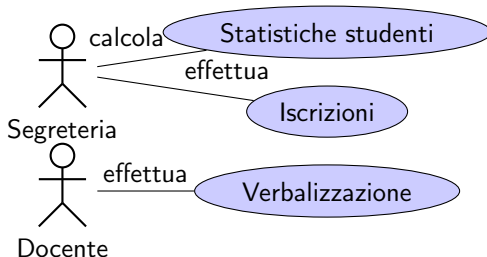 calcola
Statistiche studenti
effettua
Iscrizioni
Segreteria
effettua
Verbalizzazione
Docente